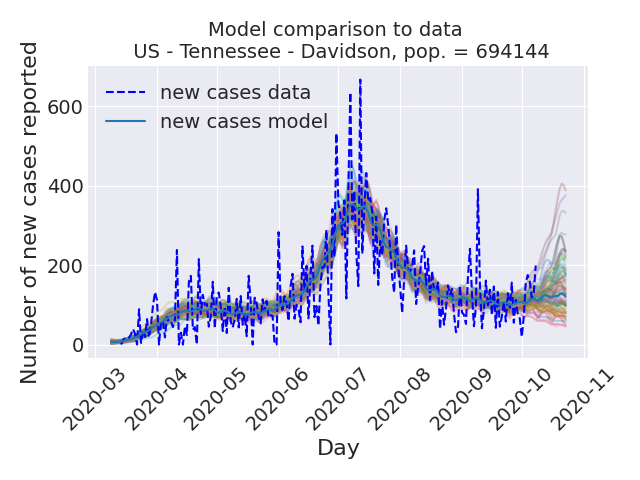 Model comparison to data
US - Tennessee - Davidson, pop. = 694144
Number of new cases reported
600
400
200
0
new cases data
new cases model
2020-03
2020-04
2020-05
2020-06
2020-07
2020-08
2020-09
2020-10
2020-11
Day